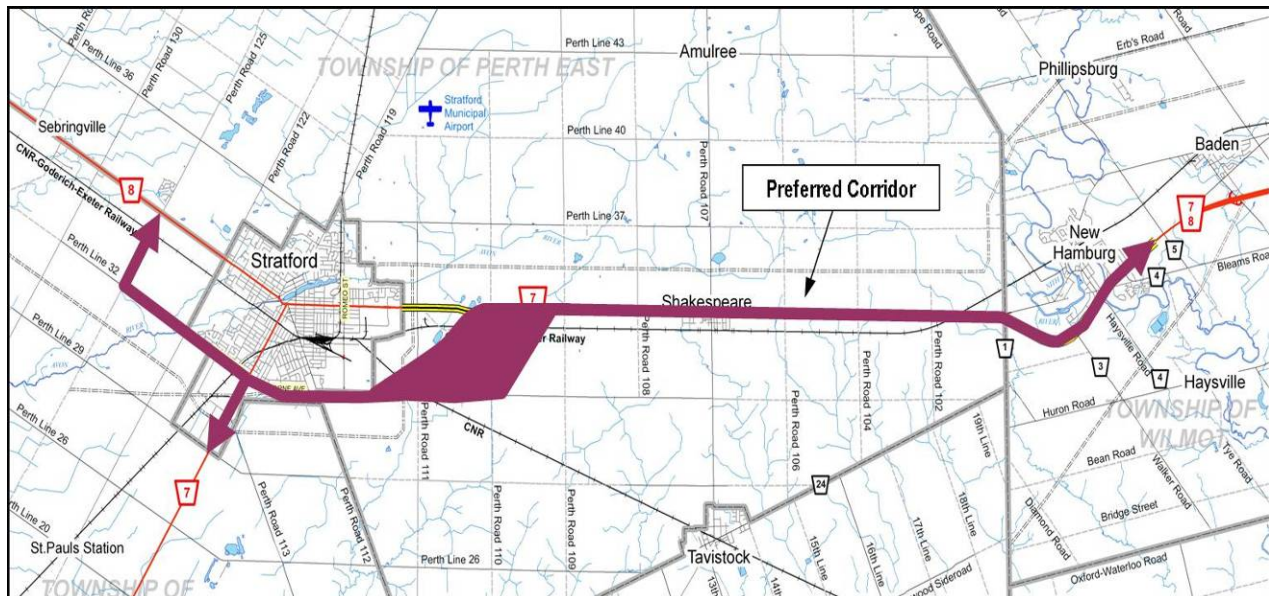 Perth Line 36
Perth Road 130
Perth Road 125
Perth Line 43
Amulree
Erb's Road
TOWNSHIP OF PERTH EAST
Phillipsburg
Perth Road 122
Perth Road 119
Stratford
Municipal
Airport
Sebringville
Perth Line 40
Baden
CNR-Goderich-Exeter Railway
8
Perth Road 107
Preferred Corridor
7
8
Perth Line 37
New
Hamburg
5
Bleams Road
4
Perth Line 32
Stratford
RIVER
ROMEO ST
7
Shakespeare
RIVER
Railway
Perth Line 29
RIVER
AVON
1
3
Haysville Road
4
Haysville
Perth Road 108
Perth Road 106
Perth Road 104
Perth Road 102
Huron Road
TOWNSHIP OF
WILMOT
Perth Line 26
CNR
Perth Road 111
19th Line
Bean Road
Walker Road
Tye Road
24
7
Perth Road 113
Perth Road 112
Perth Road 110
Perth Road 109
18th Line
17th Line
16th Line
15th Line
Diamond Road
Bridge Street
St.Pauls Station
Perth Line 26
Tavistock
Oxford-Waterloo Road
TOWNSHIP OF